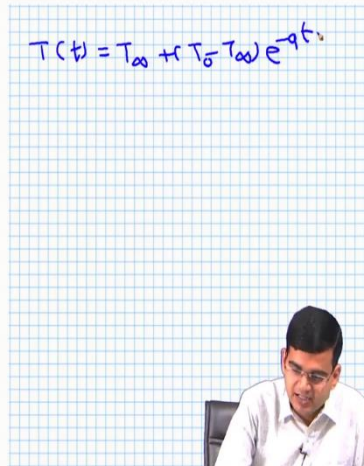 T(t) = T∞ + (T₀ - T∞) e^{-at}